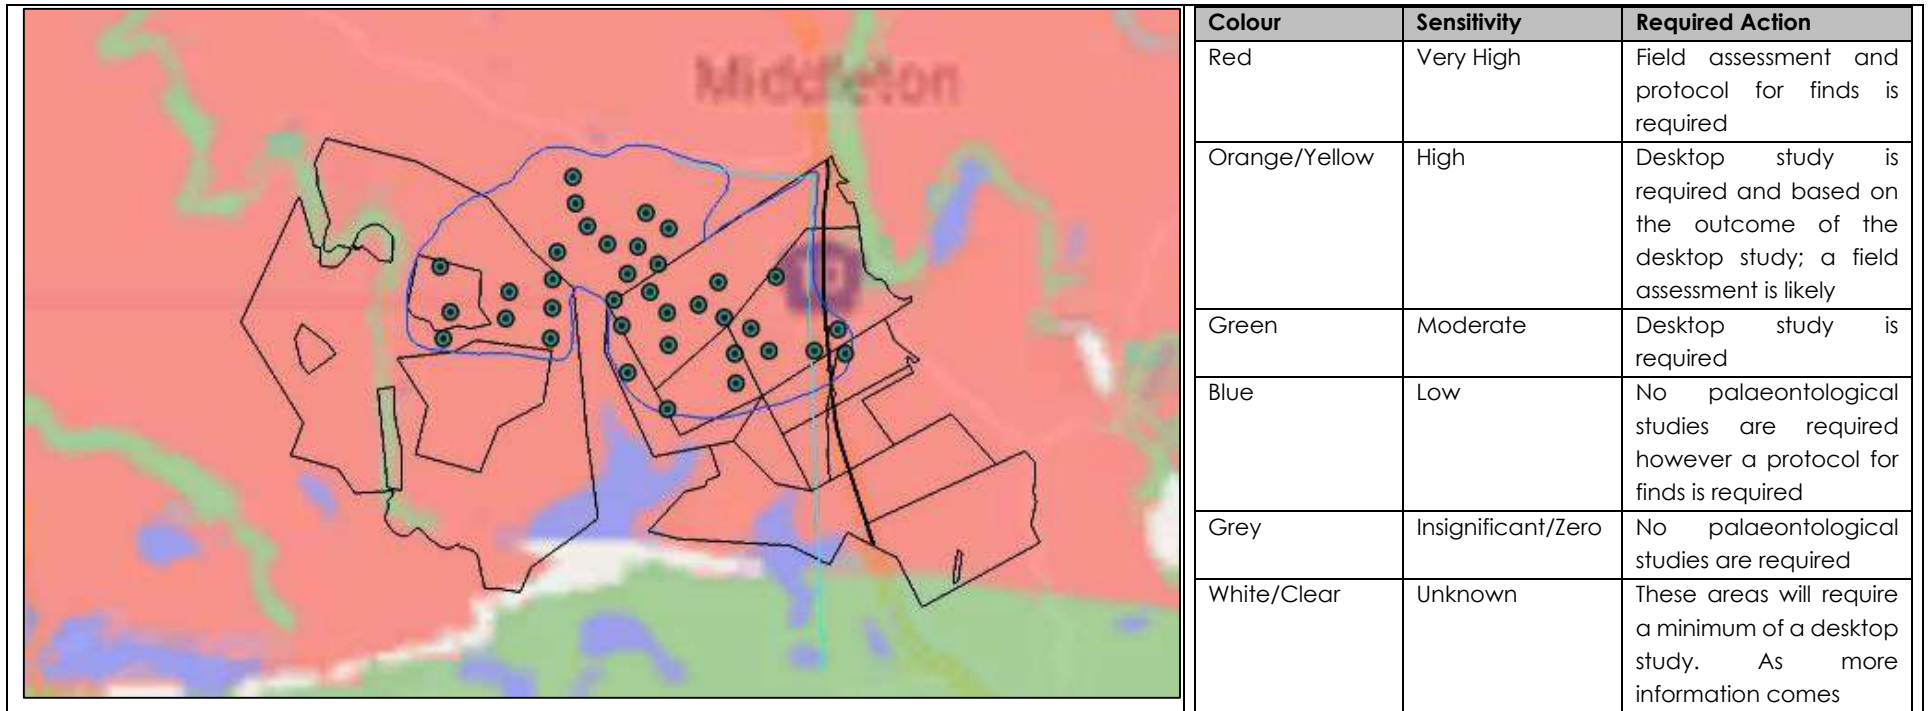 Middleton
Colour Sensitivity Required Action
Red Very High Field assessment and
protocol for finds is
required
Orange/Yellow High Desktop study is
required and based on
the outcome of the
desktop study; a field
assessment is likely
Green Moderate Desktop study is
required
Blue Low No palaeontological
studies are required
however a protocol for
finds is required
Grey Insignificant/Zero No palaeontological
studies are required
White/Clear Unknown These areas will require
a minimum of a desktop
study. As more
information comes